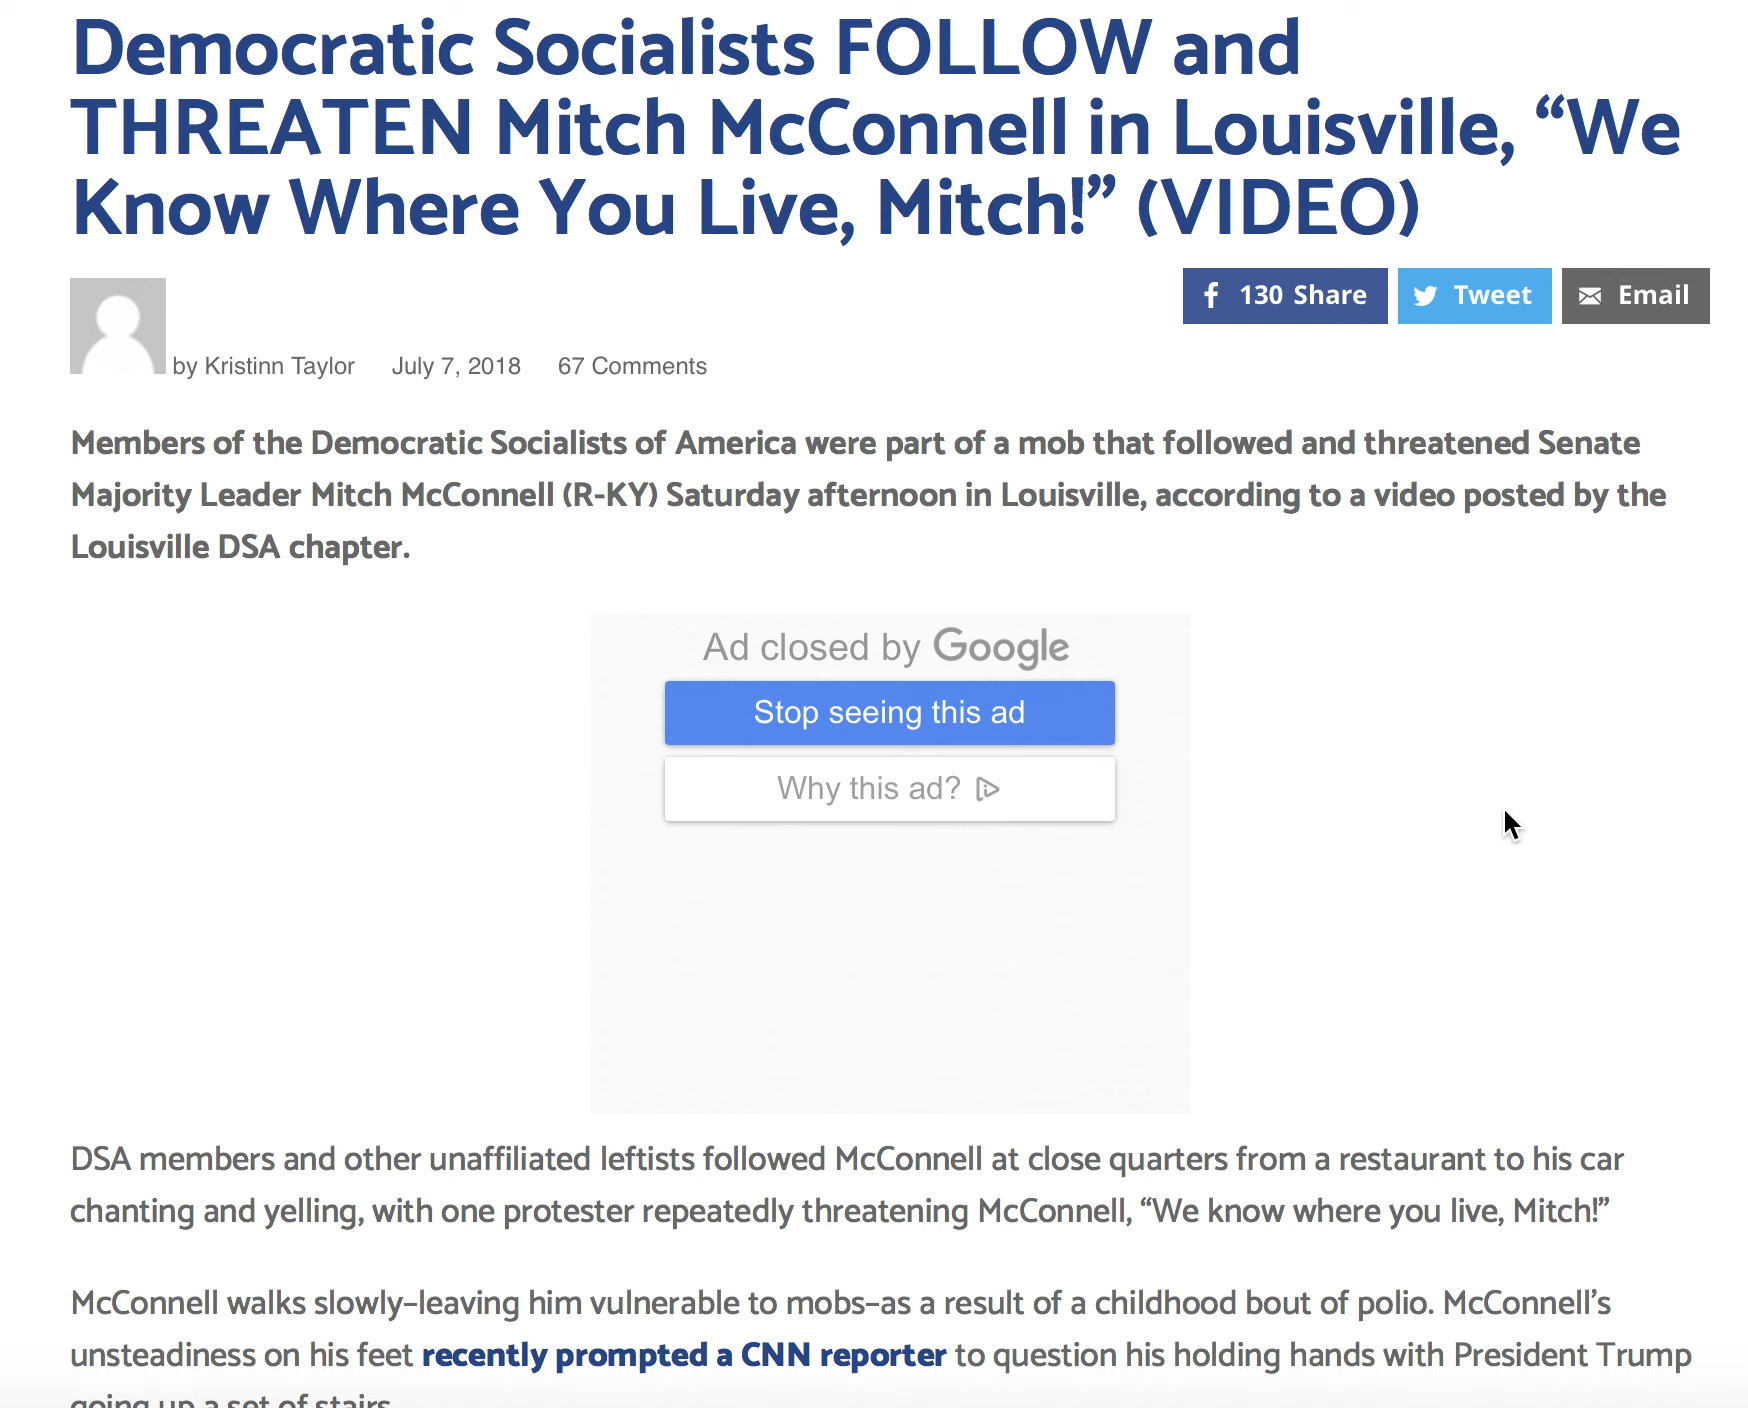 Democratic Socialists FOLLOW and
THREATEN Mitch McConnell in Louisville, “We
Know Where You Live, Mitch!” (VIDEO)
130 Share
Tweet
Email
by Kristinn Taylor July 7, 2018 67 Comments
Members of the Democratic Socialists of America were part of a mob that followed and threatened Senate
Majority Leader Mitch McConnell (R-KY) Saturday afternoon in Louisville, according to a video posted by the
Louisville DSA chapter.
Ad closed by Google
Stop seeing this ad
Why this ad?
DSA members and other unaffiliated leftists followed McConnell at close quarters from a restaurant to his car
chanting and yelling, with one protester repeatedly threatening McConnell, “We know where you live, Mitch!”
McConnell walks slowly–leaving him vulnerable to mobs–as a result of a childhood bout of polio. McConnell’s
unsteadiness on his feet recently prompted a CNN reporter to question his holding hands with President Trump
going up a set of stairs.